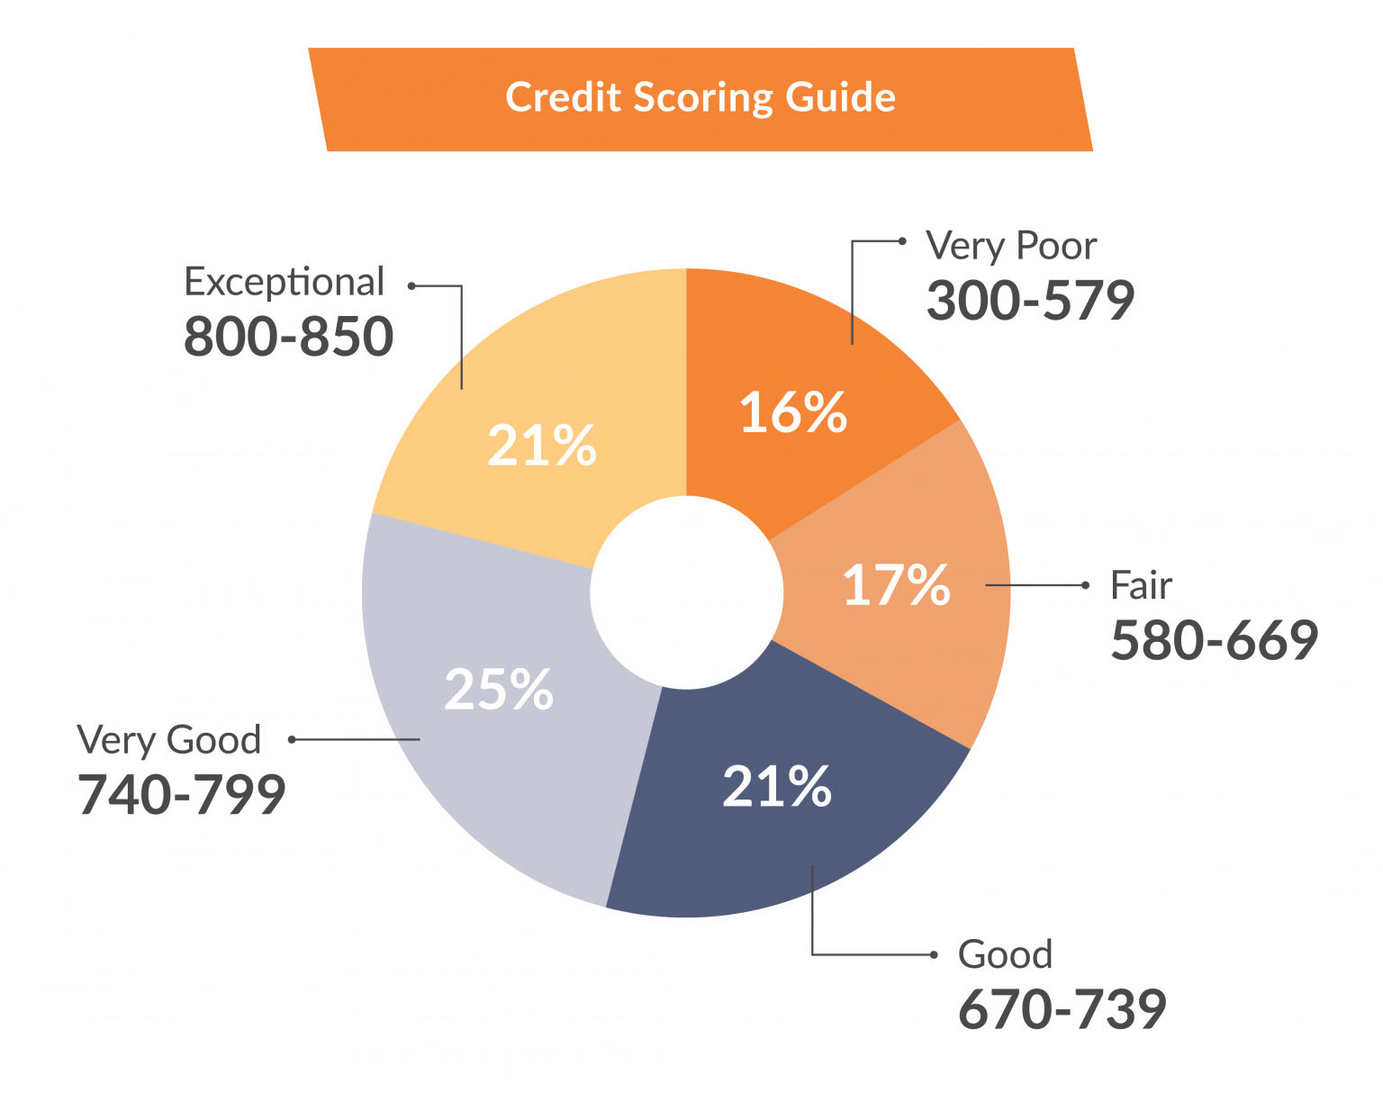 Credit Scoring Guide
Very Poor
300-579
16%
Fair
580-669
17%
Good
670-739
21%
Very Good
740-799
25%
Exceptional
800-850
21%